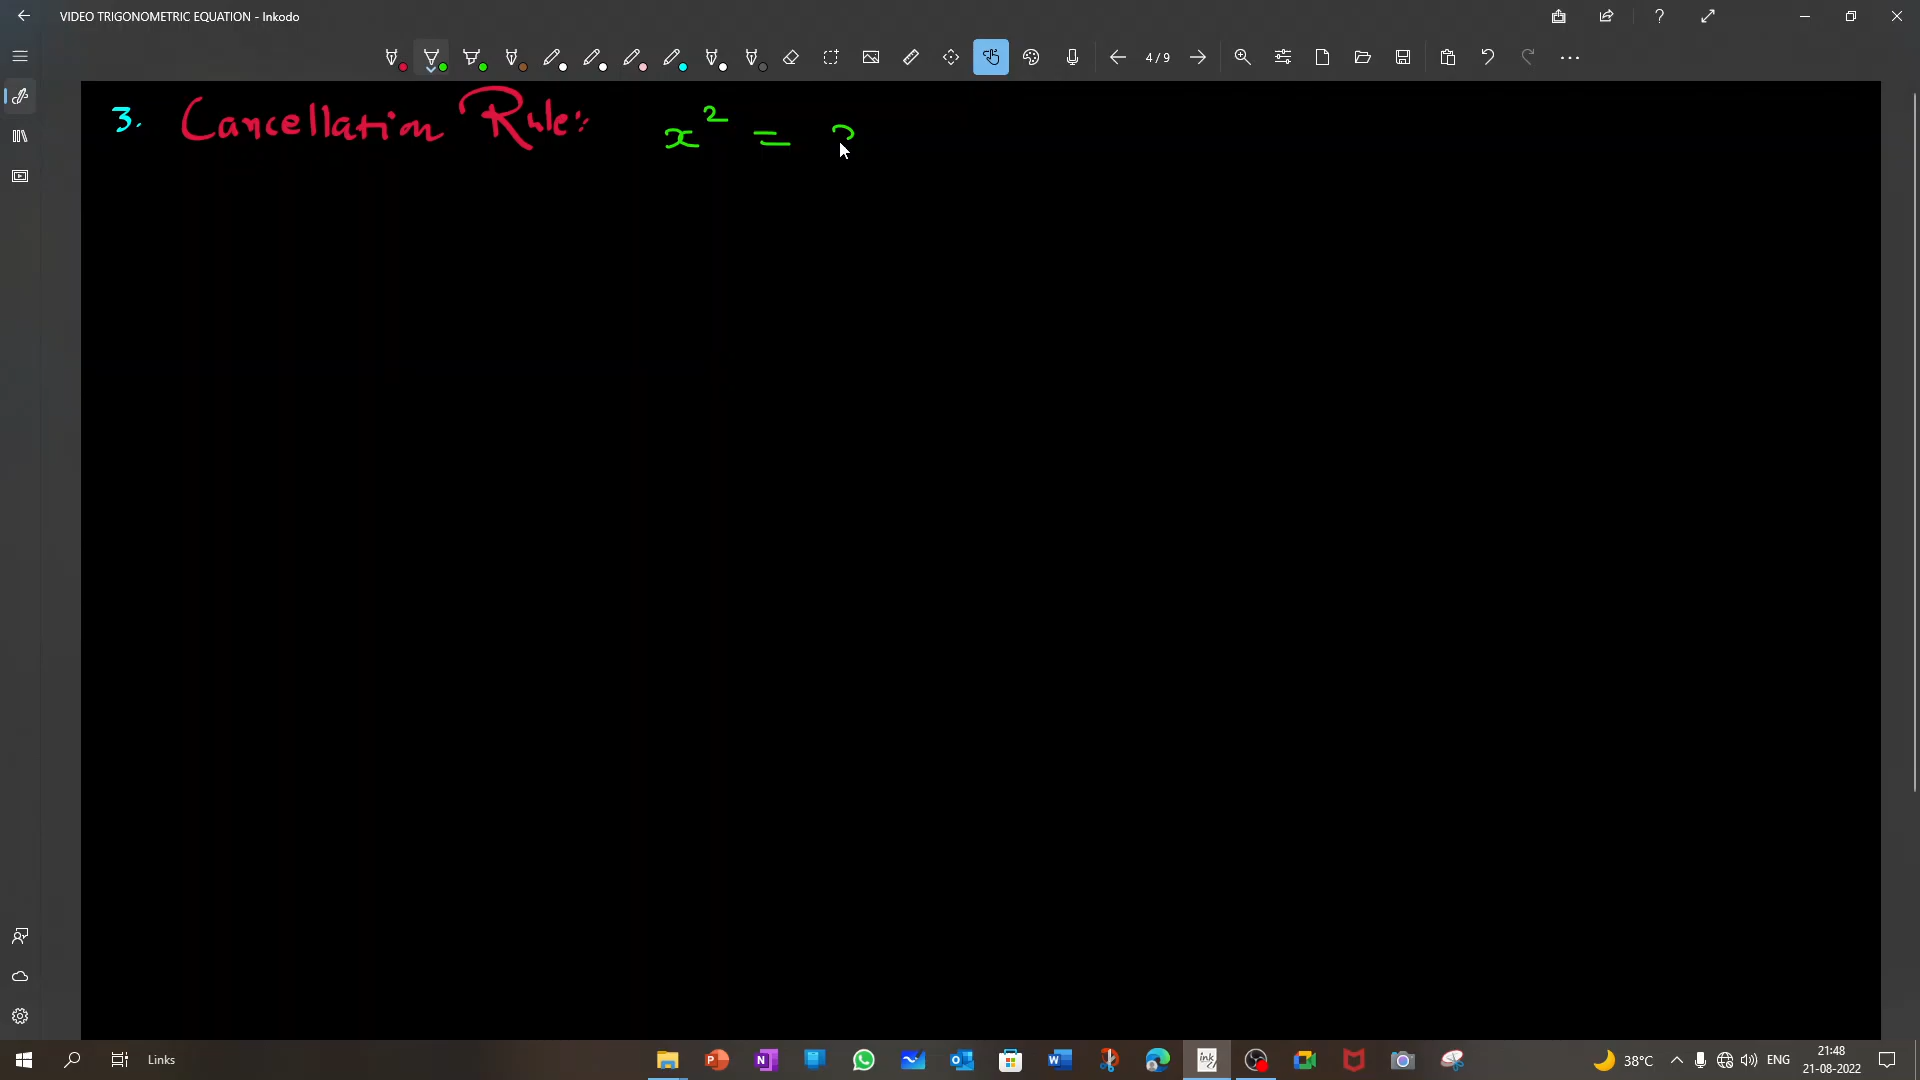 VIDEO TRIGONOMETRIC EQUATION - Inkodo
4 / 9
3. Cancellation Rule: x² =
Links
38°C
ENG
21:48
21-08-2022